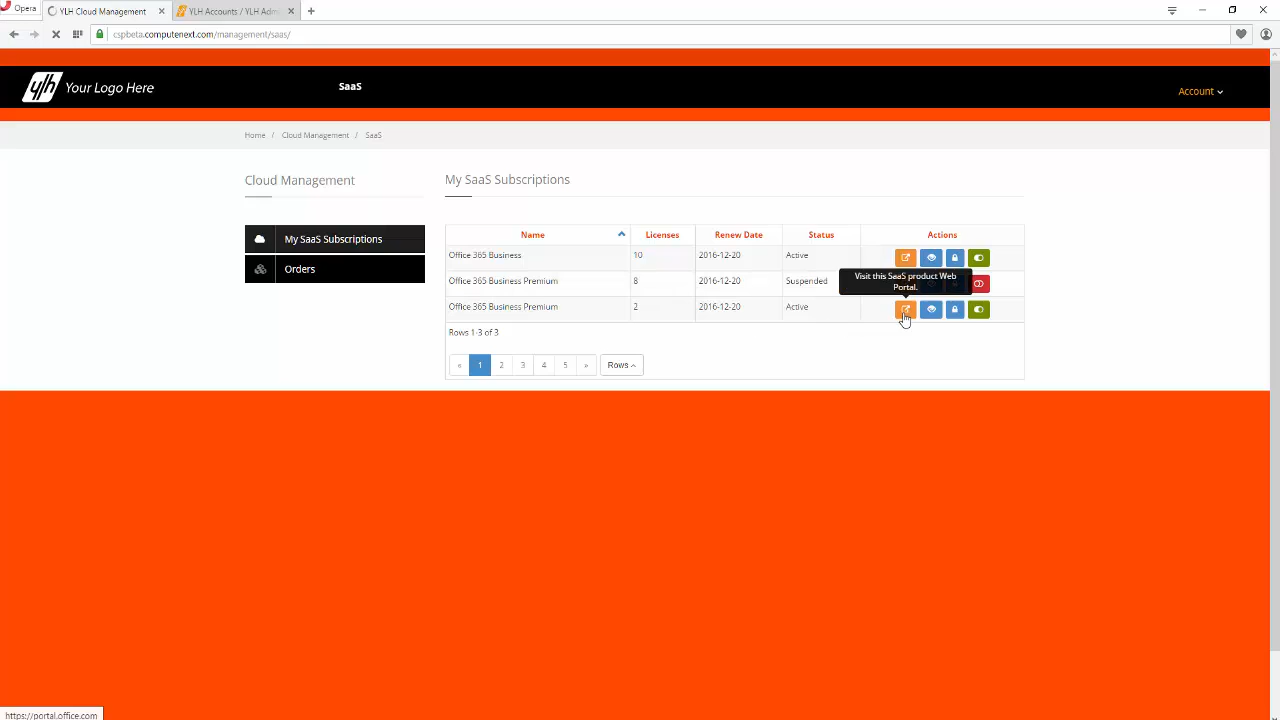 Opera
YLH Cloud Management
YLH Accounts / YLH Adm
cspbeta.computenext.com/management/saas/
ylh Your Logo Here
SaaS
Account
Home / Cloud Management / SaaS
Cloud Management
My SaaS Subscriptions
Orders
My SaaS Subscriptions
Name Licenses Renew Date Status Actions
Office 365 Business 10 2016-12-20 Active
Office 365 Business Premium 8 2016-12-20 Suspended
Visit this SaaS product Web
Portal.
Office 365 Business Premium 2 2016-12-20 Active
Rows 1-3 of 3
« 1 2 3 4 5 » Rows
https://portal.office.com